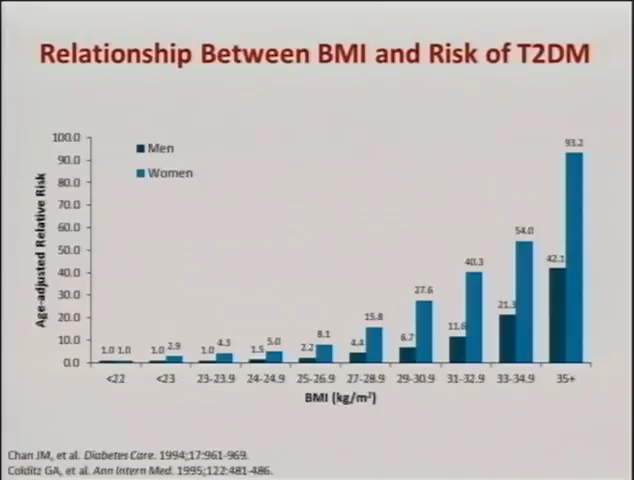 Relationship Between BMI and Risk of T2DM
100.0
90.0
80.0
70.0
60.0
50.0
40.0
30.0
20.0
10.0
0.0
Age-adjusted Relative Risk
Men
Women
1.0 1.0
1.0 2.9
1.0 4.3
1.5 5.0
2.2 8.1
4.4 15.8
6.7 27.6
11.6 40.3
21.3 54.0
42.1 93.2
<22 <23 23-23.9 24-24.9 25-26.9 27-28.9 29-30.9 31-32.9 33-34.9 35+
BMI (kg/m²)
Chan JM, et al. Diabetes Care. 1994;17:961-969.
Colditz GA, et al. Ann Intern Med. 1995;122:481-486.